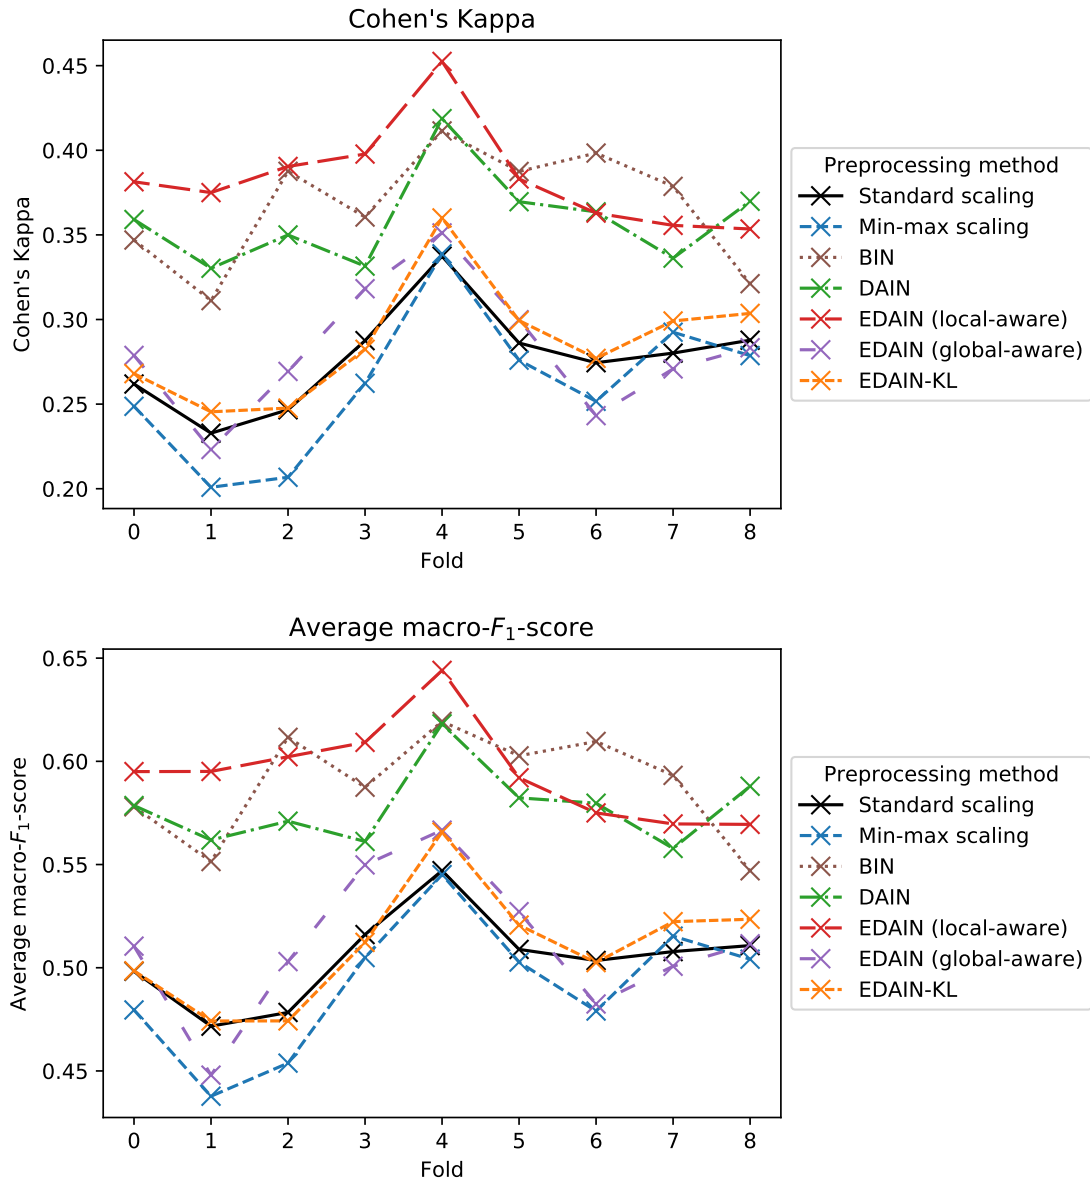 Cohen's Kappa
Cohen's Kappa
0.45
0.40
0.35
0.30
0.25
0.20
0 1 2 3 4 5 6 7 8
Fold
Preprocessing method
Standard scaling
Min-max scaling
BIN
DAIN
EDAIN (local-aware)
EDAIN (global-aware)
EDAIN-KL
Average macro-F₁-score
Average macro-F₁-score
0.65
0.60
0.55
0.50
0.45
0 1 2 3 4 5 6 7 8
Fold
Preprocessing method
Standard scaling
Min-max scaling
BIN
DAIN
EDAIN (local-aware)
EDAIN (global-aware)
EDAIN-KL